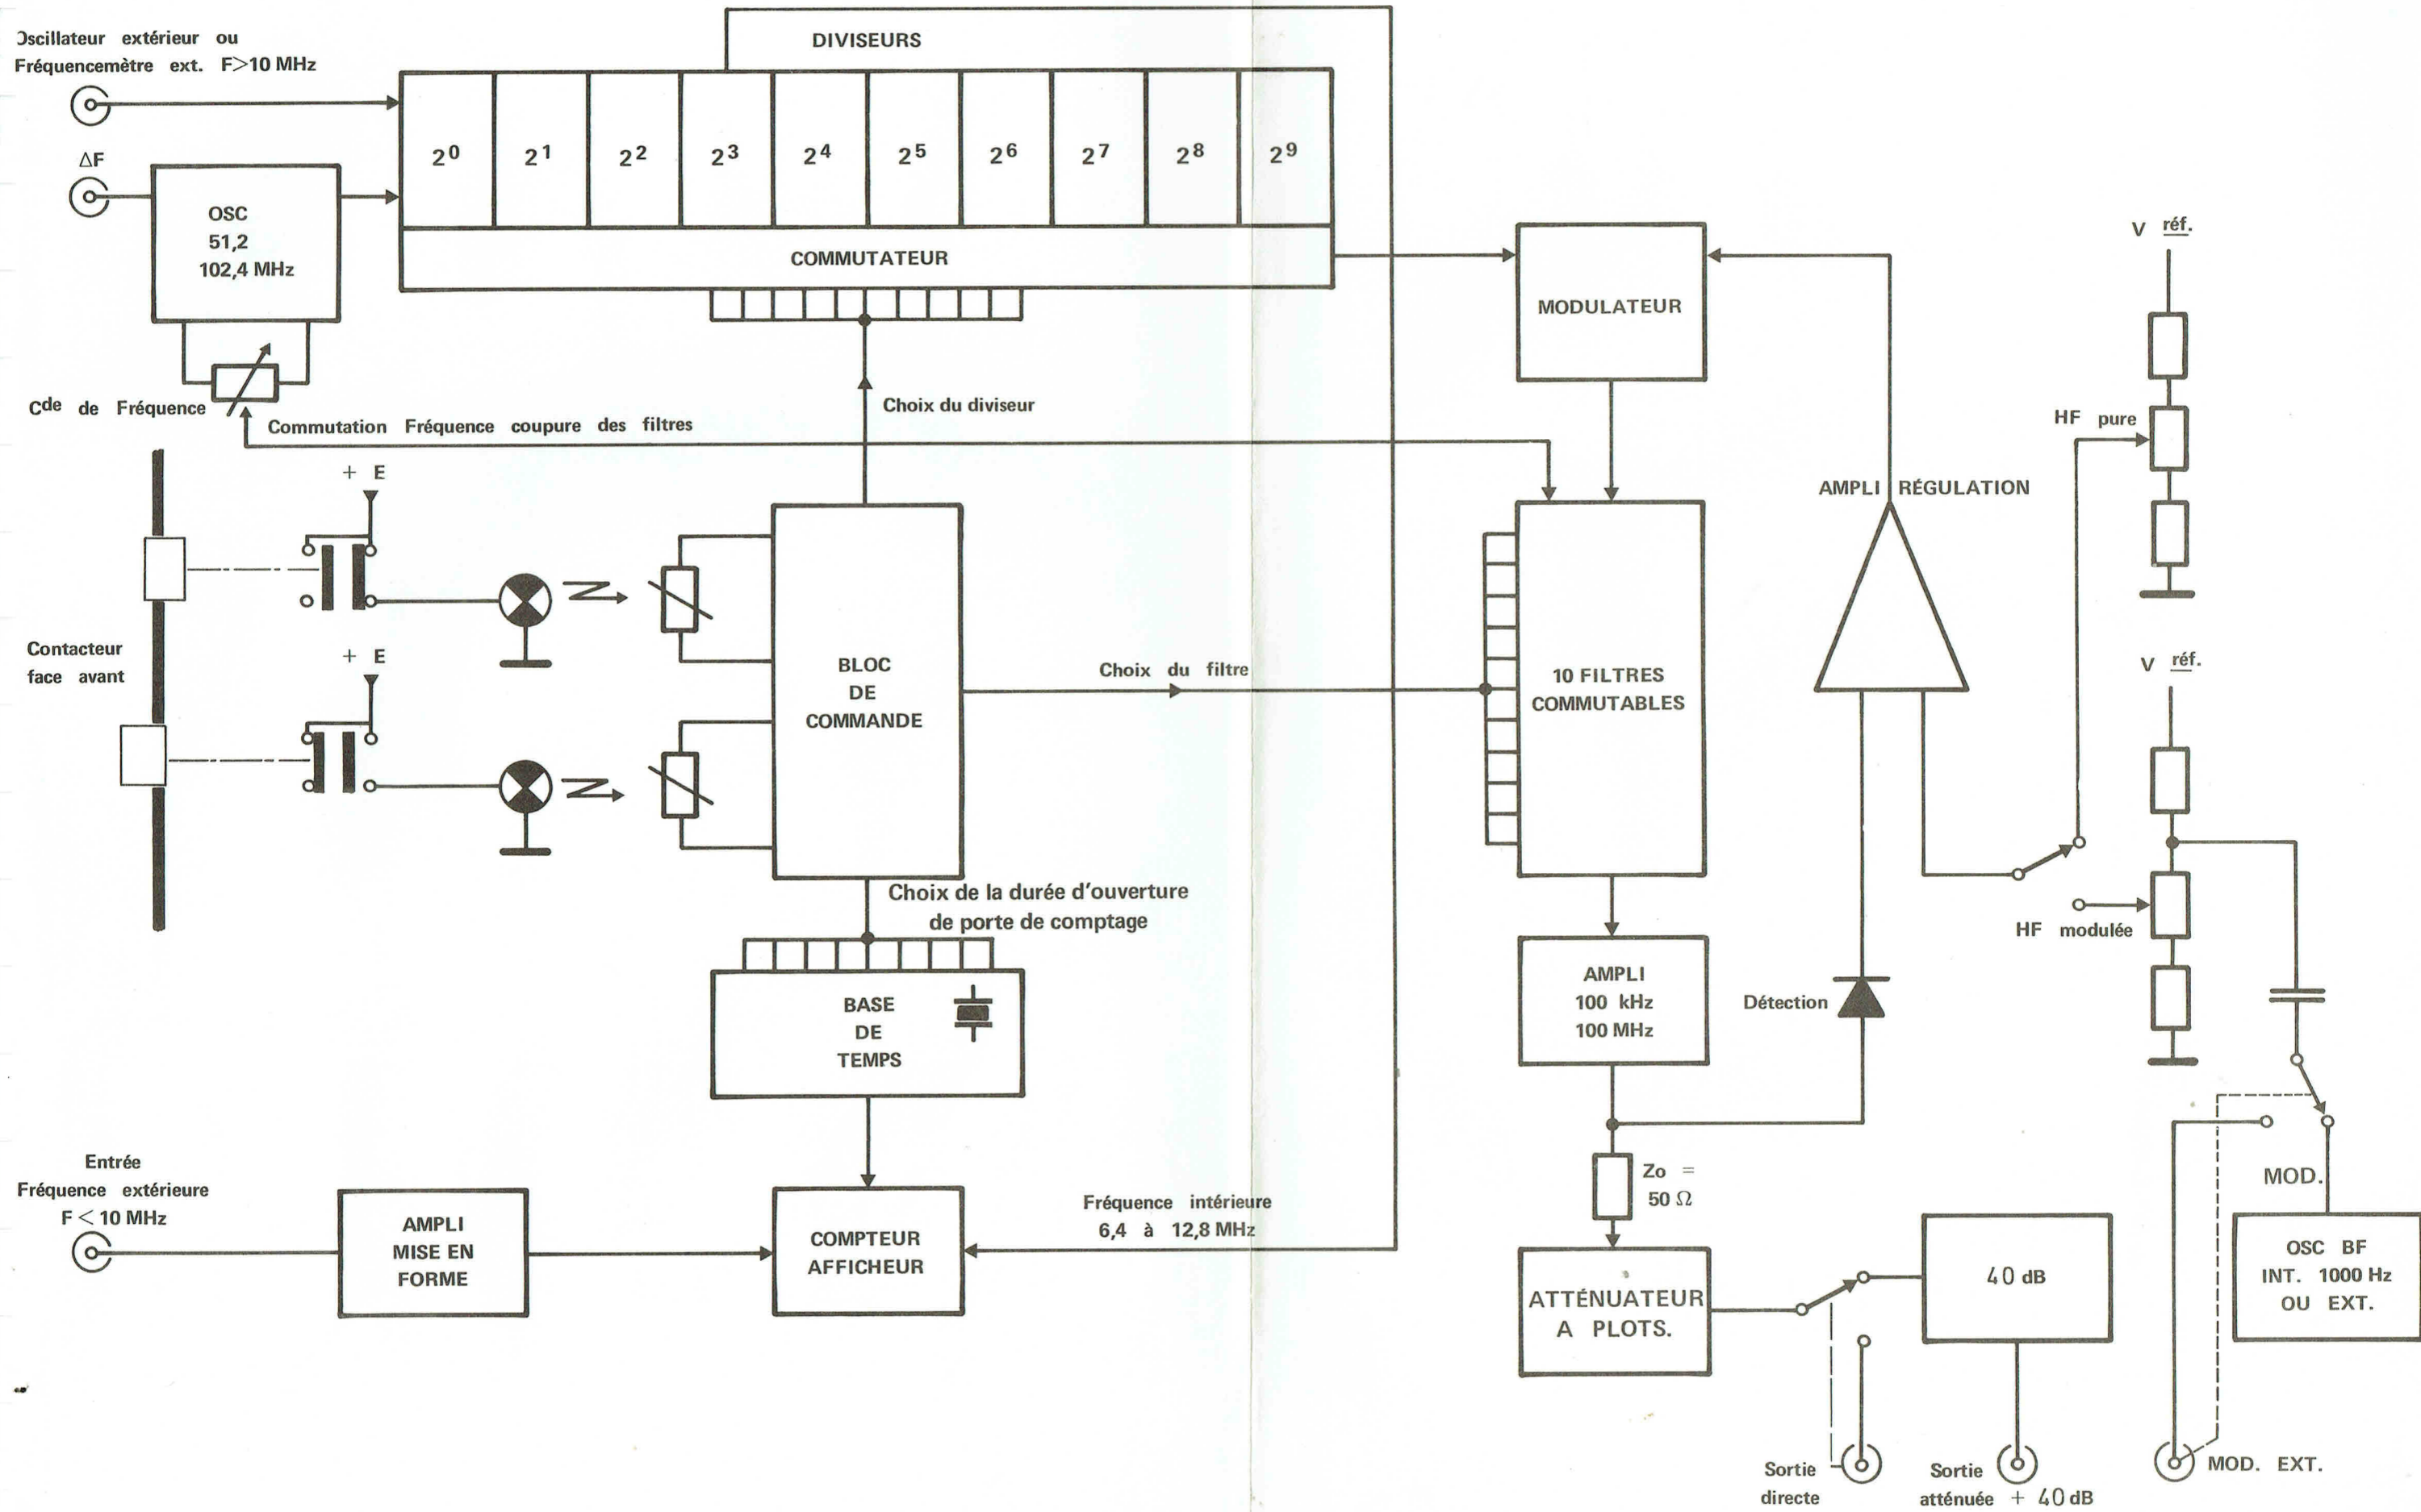 Oscillateur extérieur ou
Fréquencemètre ext. F>10 MHz
DIVISEURS
2⁰ 2¹ 2² 2³ 2⁴ 2⁵ 2⁶ 2⁷ 2⁸ 2⁹
COMMUTATEUR
ΔF
OSC
51,2
102,4 MHz
Cde de Fréquence
Commutation Fréquence coupure des filtres
Choix du diviseur
MODULATEUR
V réf.
HF pure
AMPLI RÉGULATION
+ E
+ E
Contacteur
face avant
BLOC
DE
COMMANDE
Choix du filtre
10 FILTRES
COMMUTABLES
V réf.
HF modulée
Choix de la durée d'ouverture
de porte de comptage
BASE
DE
TEMPS
AMPLI
100 kHz
100 MHz
Détection
Entrée
Fréquence extérieure
F < 10 MHz
AMPLI
MISE EN
FORME
COMPTEUR
AFFICHEUR
Fréquence intérieure
6,4 à 12,8 MHz
Zo =
50 Ω
ATTÉNUATEUR
A PLOTS.
40 dB
MOD.
OSC BF
INT. 1000 Hz
OU EXT.
Sortie
directe
Sortie
atténuée + 40 dB
MOD. EXT.